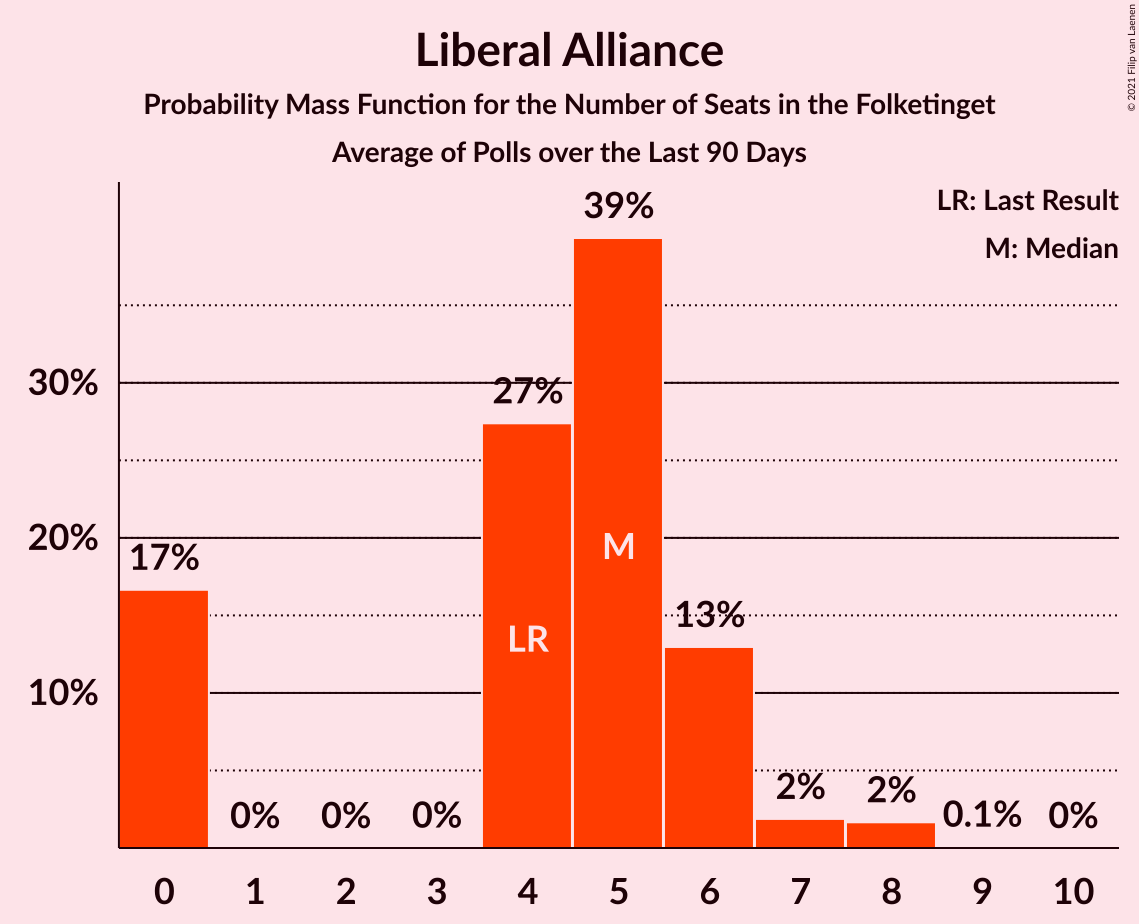 © 2021 Filip van Laenen
Liberal Alliance
Probability Mass Function for the Number of Seats in the Folketinget
Average of Polls over the Last 90 Days
LR: Last Result
M: Median
39%
30%
27%
20%
17%
M
13%
LR
10%
0%
0%
0%
2%
2%
0.1%
0%
0 1 2 3 4 5 6 7 8 9 10